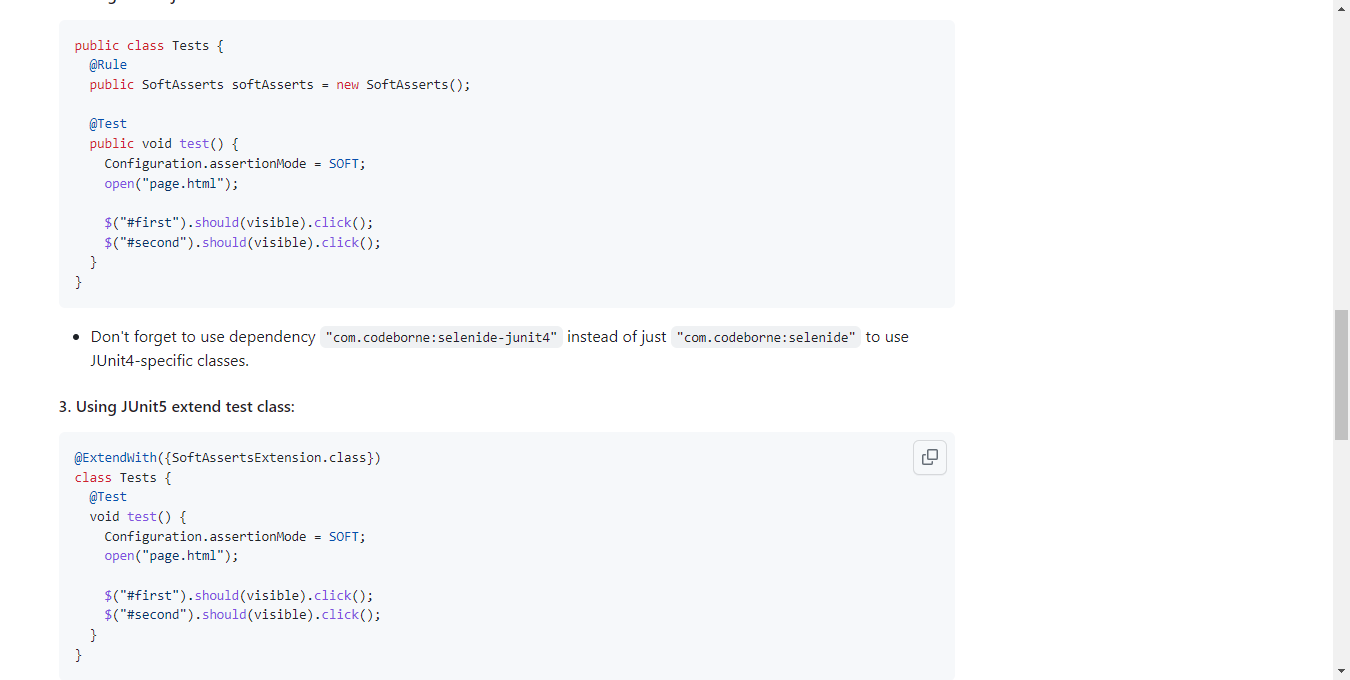 public class Tests {
@Rule
public SoftAsserts softAsserts = new SoftAsserts();
@Test
public void test() {
Configuration.assertionMode = SOFT;
open("page.html");
$("#first").should(visible).click();
$("#second").should(visible).click();
}
}
Don't forget to use dependency "com.codeborne:selenide-junit4" instead of just "com.codeborne:selenide" to use
JUnit4-specific classes.
3. Using JUnit5 extend test class:
@ExtendWith({SoftAssertsExtension.class})
class Tests {
@Test
void test() {
Configuration.assertionMode = SOFT;
open("page.html");
$("#first").should(visible).click();
$("#second").should(visible).click();
}
}